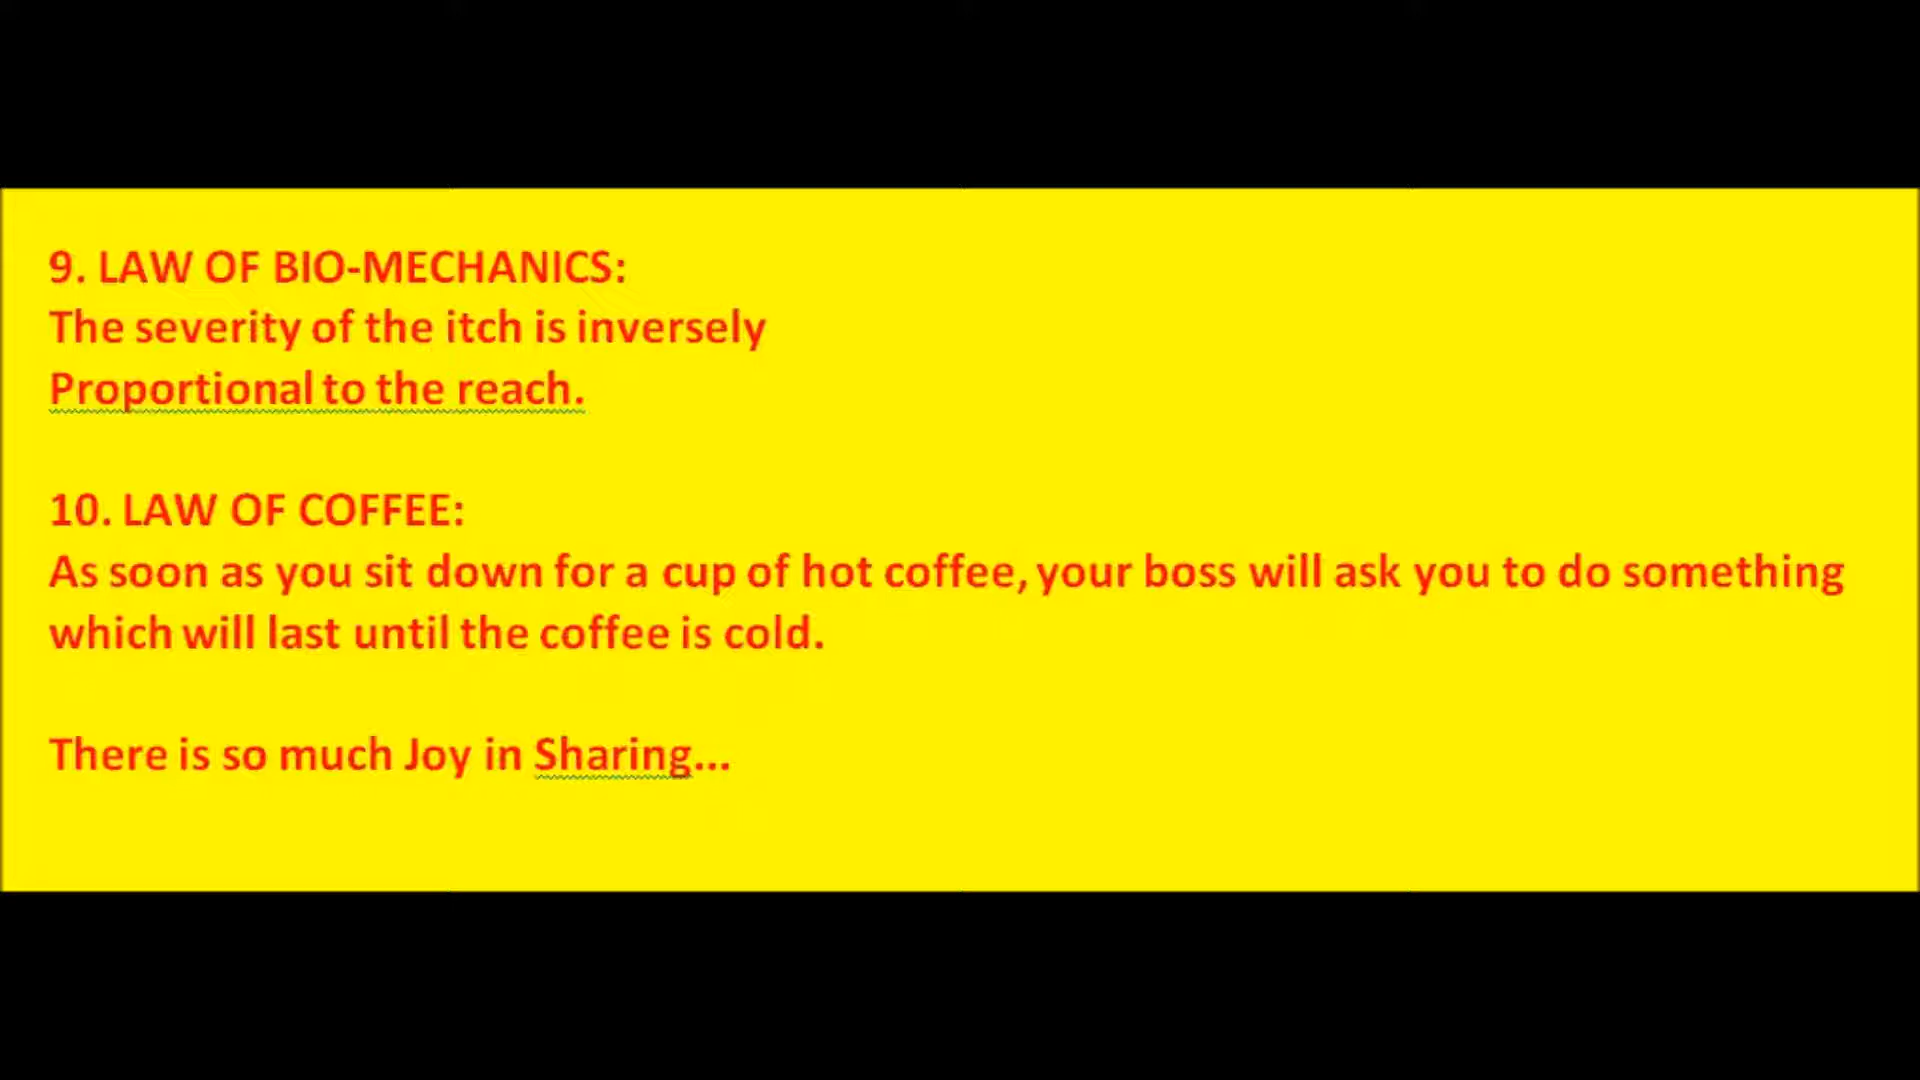 9. LAW OF BIO-MECHANICS:
The severity of the itch is inversely
Proportional to the reach.
10. LAW OF COFFEE:
As soon as you sit down for a cup of hot coffee, your boss will ask you to do something
which will last until the coffee is cold.
There is so much Joy in Sharing...